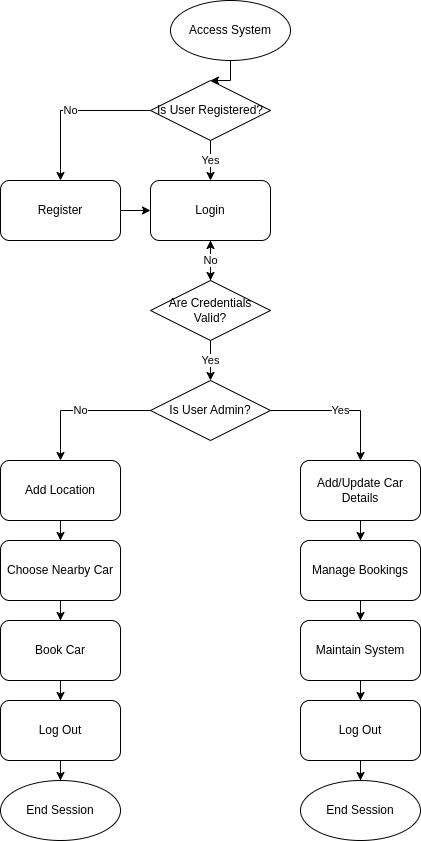 Access System
Is User Registered?
No
Yes
Register
Login
No
Are Credentials
Valid?
Yes
Is User Admin?
No
Yes
Add Location
Add/Update Car
Details
Choose Nearby Car
Manage Bookings
Book Car
Maintain System
Log Out
Log Out
End Session
End Session